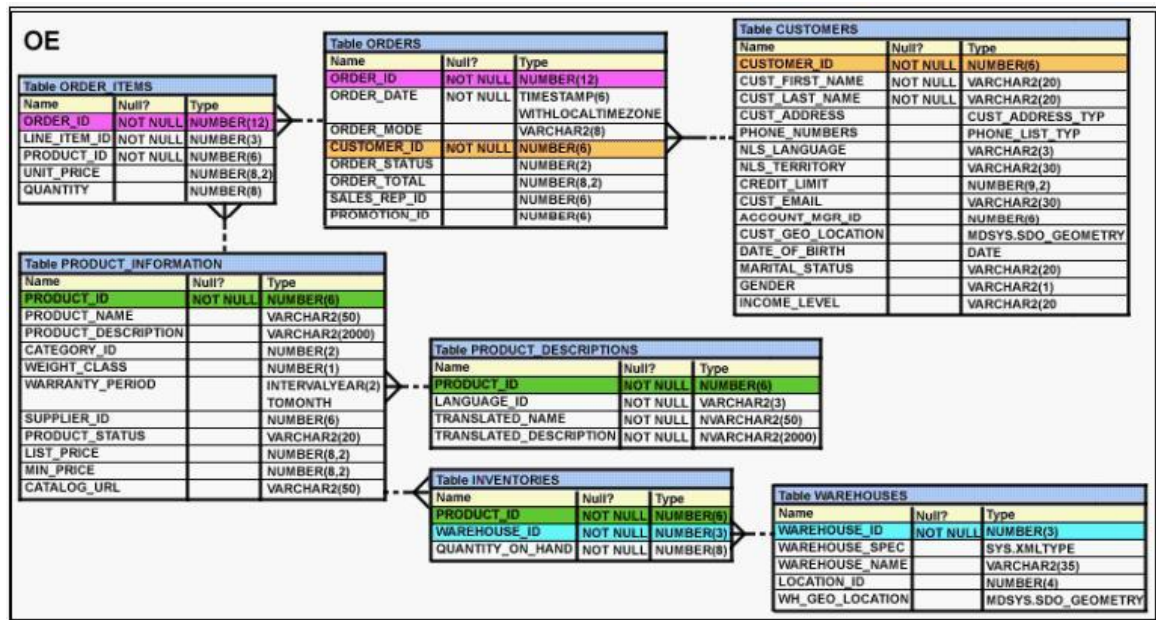 OE
Table ORDER_ITEMS
Name Null? Type
ORDER_ID NOT NULL NUMBER(12)
LINE_ITEM_ID NOT NULL NUMBER(3)
PRODUCT_ID NOT NULL NUMBER(6)
UNIT_PRICE NUMBER(8,2)
QUANTITY NUMBER(8)
Table ORDERS
Name Null? Type
ORDER_ID NOT NULL NUMBER(12)
ORDER_DATE NOT NULL TIMESTAMP(6)
WITHLOCALTIMEZONE
ORDER_MODE VARCHAR2(8)
CUSTOMER_ID NOT NULL NUMBER(6)
ORDER_STATUS NUMBER(2)
ORDER_TOTAL NUMBER(8,2)
SALES_REP_ID NUMBER(6)
PROMOTION_ID NUMBER(6)
Table CUSTOMERS
Name Null? Type
CUSTOMER_ID NOT NULL NUMBER(6)
CUST_FIRST_NAME NOT NULL VARCHAR2(20)
CUST_LAST_NAME NOT NULL VARCHAR2(20)
CUST_ADDRESS CUST_ADDRESS_TYP
PHONE_NUMBERS PHONE_LIST_TYP
NLS_LANGUAGE VARCHAR2(3)
NLS_TERRITORY VARCHAR2(30)
CREDIT_LIMIT NUMBER(9,2)
CUST_EMAIL VARCHAR2(30)
ACCOUNT_MGR_ID NUMBER(6)
CUST_GEO_LOCATION MDSYS.SDO_GEOMETRY
DATE_OF_BIRTH DATE
MARITAL_STATUS VARCHAR2(20)
GENDER VARCHAR2(1)
INCOME_LEVEL VARCHAR2(20
Table PRODUCT_INFORMATION
Name Null? Type
PRODUCT_ID NOT NULL NUMBER(6)
PRODUCT_NAME VARCHAR2(50)
PRODUCT_DESCRIPTION VARCHAR2(2000)
CATEGORY_ID NUMBER(2)
WEIGHT_CLASS NUMBER(1)
WARRANTY_PERIOD INTERVALYEAR(2)
TOMONTH
SUPPLIER_ID NUMBER(6)
PRODUCT_STATUS VARCHAR2(20)
LIST_PRICE NUMBER(8,2)
MIN_PRICE NUMBER(8,2)
CATALOG_URL VARCHAR2(50)
Table PRODUCT_DESCRIPTIONS
Name Null? Type
PRODUCT_ID NOT NULL NUMBER(6)
LANGUAGE_ID NOT NULL VARCHAR2(3)
TRANSLATED_NAME NOT NULL NVARCHAR2(50)
TRANSLATED_DESCRIPTION NOT NULL NVARCHAR2(2000)
Table INVENTORIES
Name Null? Type
PRODUCT_ID NOT NULL NUMBER(6)
WAREHOUSE_ID NOT NULL NUMBER(3)
QUANTITY_ON_HAND NOT NULL NUMBER(8)
Table WAREHOUSES
Name Null? Type
WAREHOUSE_ID NOT NULL NUMBER(3)
WAREHOUSE_SPEC SYS.XMLTYPE
WAREHOUSE_NAME VARCHAR2(35)
LOCATION_ID NUMBER(4)
WH_GEO_LOCATION MDSYS.SDO_GEOMETRY